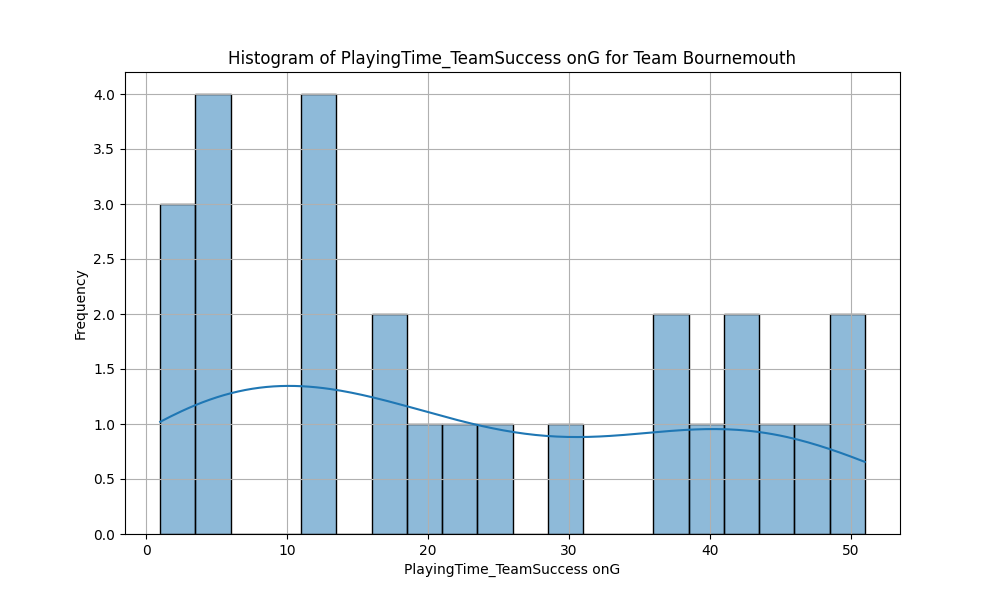 Histogram of PlayingTime_TeamSuccess onG for Team Bournemouth
4.0
3.5
3.0
2.5
2.0
1.5
1.0
0.5
0.0
Frequency
0 10 20 30 40 50
PlayingTime_TeamSuccess onG